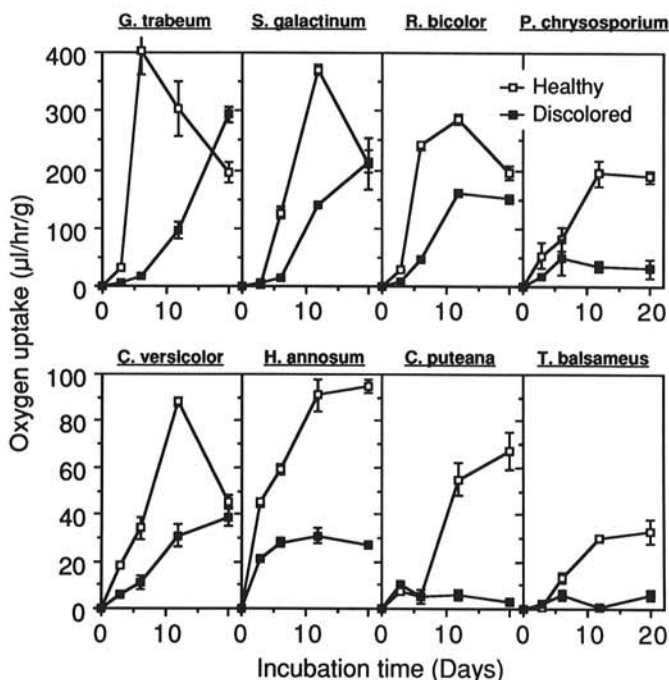 G. trabeum S. galactinum R. bicolor P. chrysosporium
400
300
200
100
0
Healthy
Discolored
0 10 10 10 0 10 20
Oxygen uptake (µl/hr/g)
C. versicolor H. annosum C. puteana T. balsameus
100
80
60
40
20
0
0 10 0 10 0 10 0 10 20
Incubation time (Days)